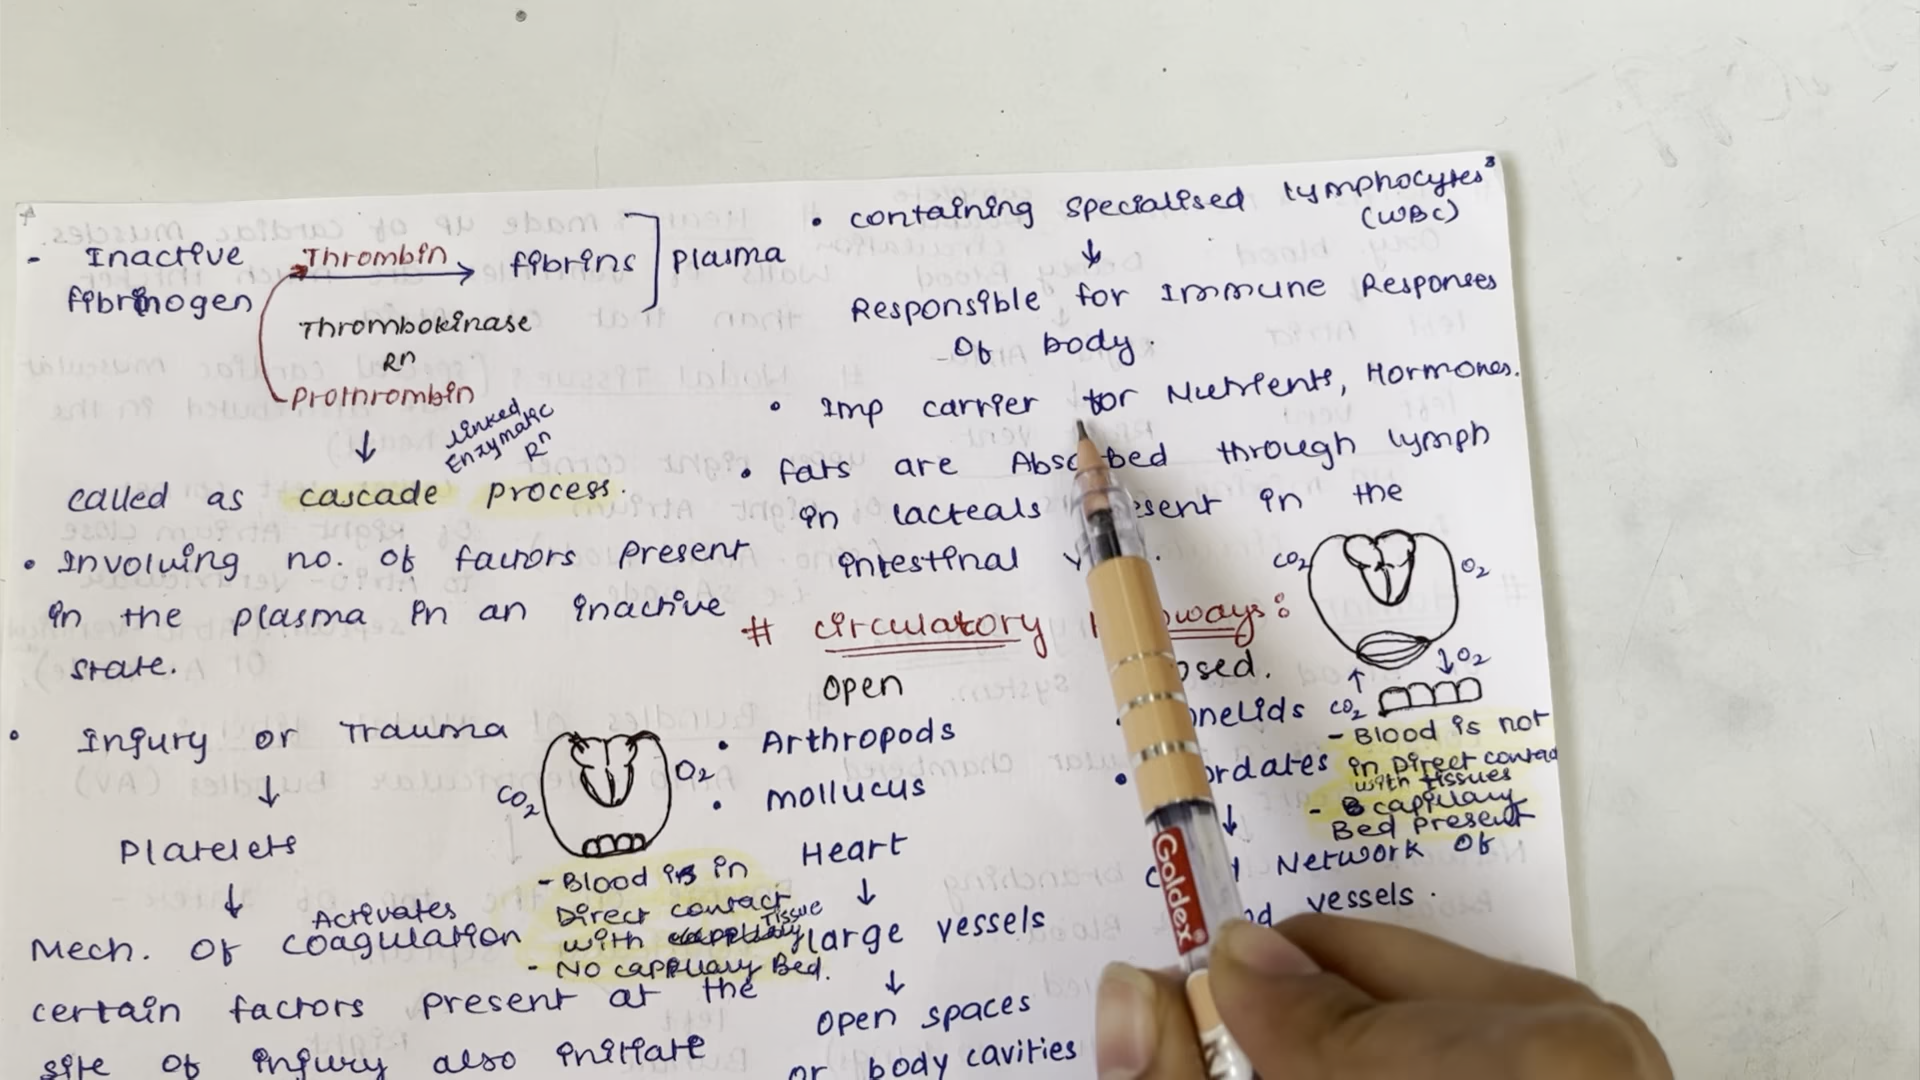 - Inactive Thrombin fibrins plasma
fibrinogen
Thrombokinase
Rn
Prothrombin
Linked
Enzymatic
Rn
called as cascade process.
• Involving no. of factors present
in the plasma in an inactive
state.
• Injury or Trauma
Platelets
Activates
Mech. of coagulation
certain factors present at the
site of injury also initiate
CO2
O2
- Blood is in
Direct contact
with Tissue
- No capillary Bed.
3
• containing specialised lymphocytes
(WBC)
Responsible for Immune Responses
of body.
• Imp carrier for Nutrients, Hormones.
• fats are Absorbed through lymph
in lacteals present in the
intestinal
# circulatory
open
• Arthropods
• mollucus
Heart
large vessels
open spaces
or body cavities
Network of
vessels.
CO2
O2
O2
CO2
- Blood is not
in Direct contact
with tissues
- capillary
Bed Present
Goldex